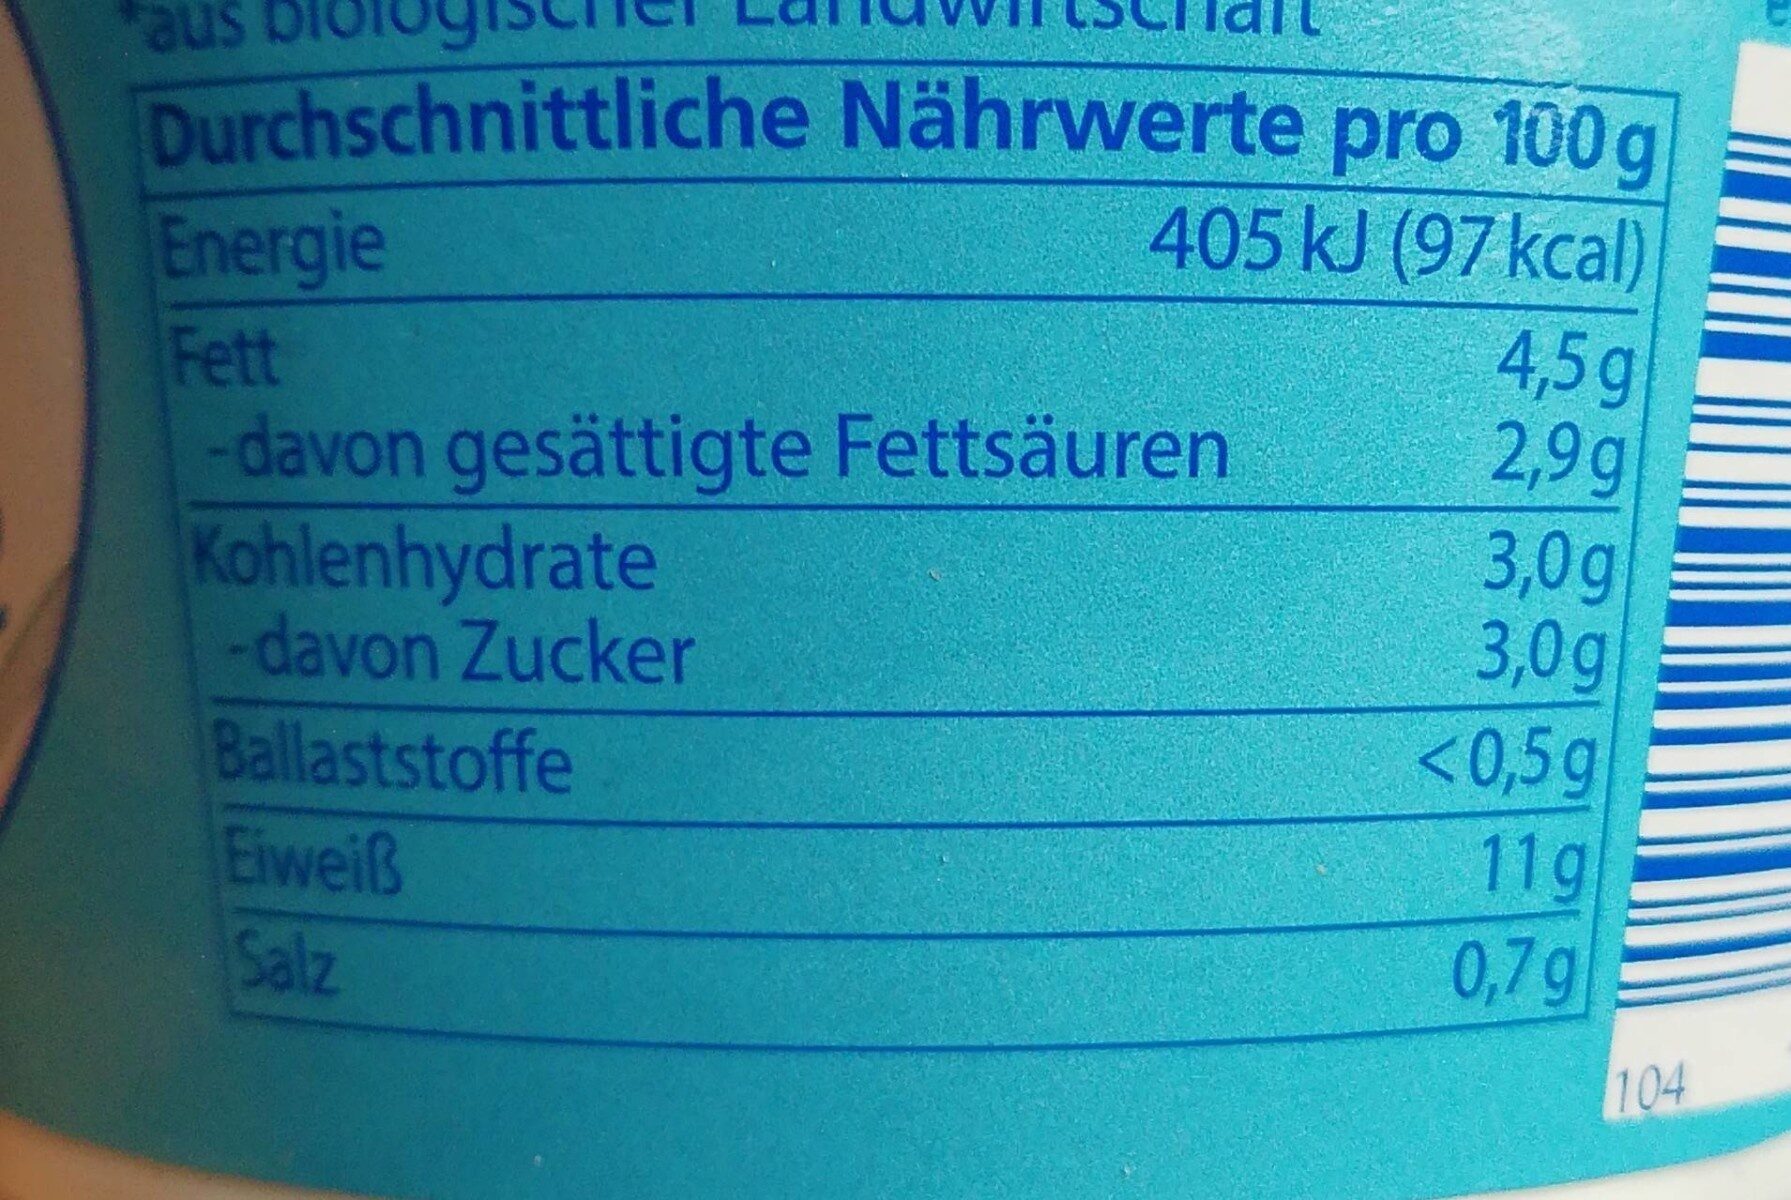 *aus biologischer Landwirtschaft
Durchschnittliche Nährwerte pro 100 g
Energie 405 kJ (97 kcal)
Fett 4,5 g
-davon gesättigte Fettsäuren 2,9 g
Kohlenhydrate 3,0 g
-davon Zucker 3,0 g
Ballaststoffe <0,5 g
Eiweiß 11 g
Salz 0,7 g
104